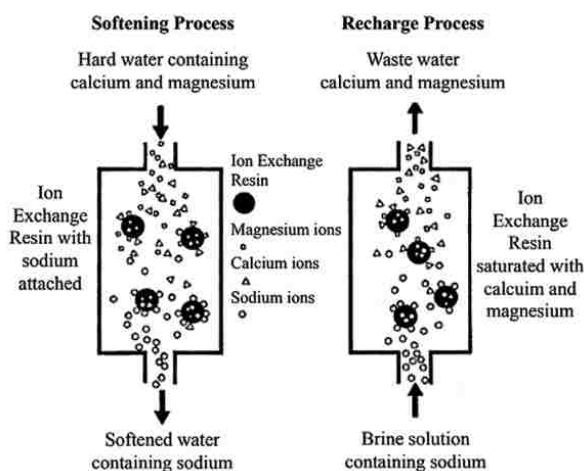 Softening Process
Hard water containing
calcium and magnesium
Ion
Exchange
Resin with
sodium
attached
Ion Exchange
Resin
Magnesium ions
Calcium ions
Sodium ions
Softened water
containing sodium
Recharge Process
Waste water
calcium and magnesium
Ion
Exchange
Resin
saturated with
calcuim and
magnesium
Brine solution
containing sodium